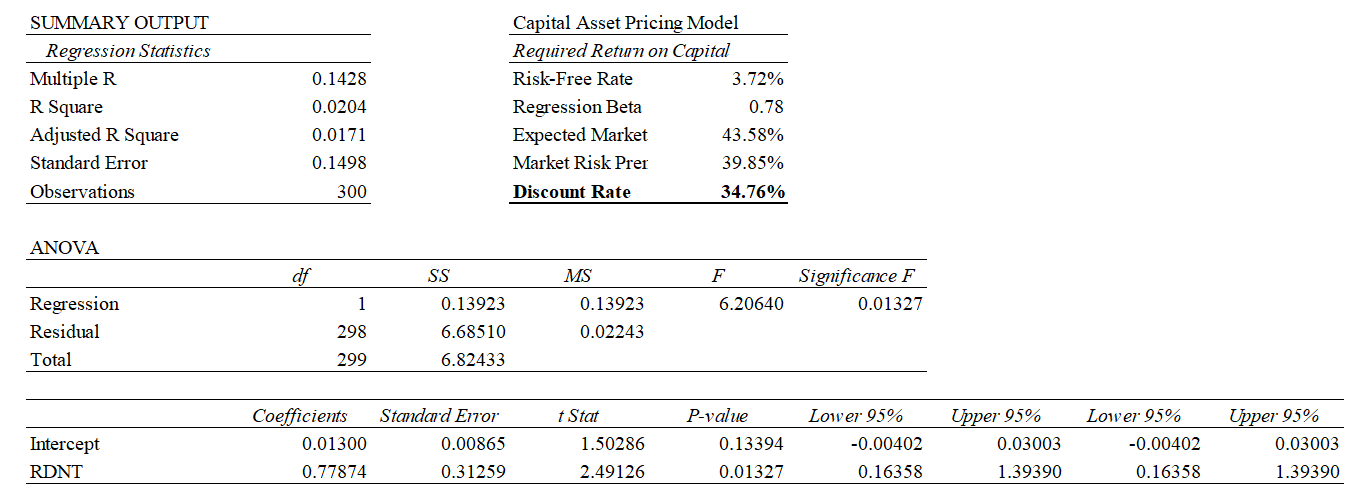 SUMMARY OUTPUT Capital Asset Pricing Model
Regression Statistics Required Return on Capital
Multiple R 0.1428 Risk-Free Rate 3.72%
R Square 0.0204 Regression Beta 0.78
Adjusted R Square 0.0171 Expected Market 43.58%
Standard Error 0.1498 Market Risk Prer 39.85%
Observations 300 Discount Rate 34.76%
ANOVA
df SS MS F Significance F
Regression 1 0.13923 0.13923 6.20640 0.01327
Residual 298 6.68510 0.02243
Total 299 6.82433
Coefficients Standard Error t Stat P-value Lower 95% Upper 95% Lower 95% Upper 95%
Intercept 0.01300 0.00865 1.50286 0.13394 -0.00402 0.03003 -0.00402 0.03003
RDNT 0.77874 0.31259 2.49126 0.01327 0.16358 1.39390 0.16358 1.39390